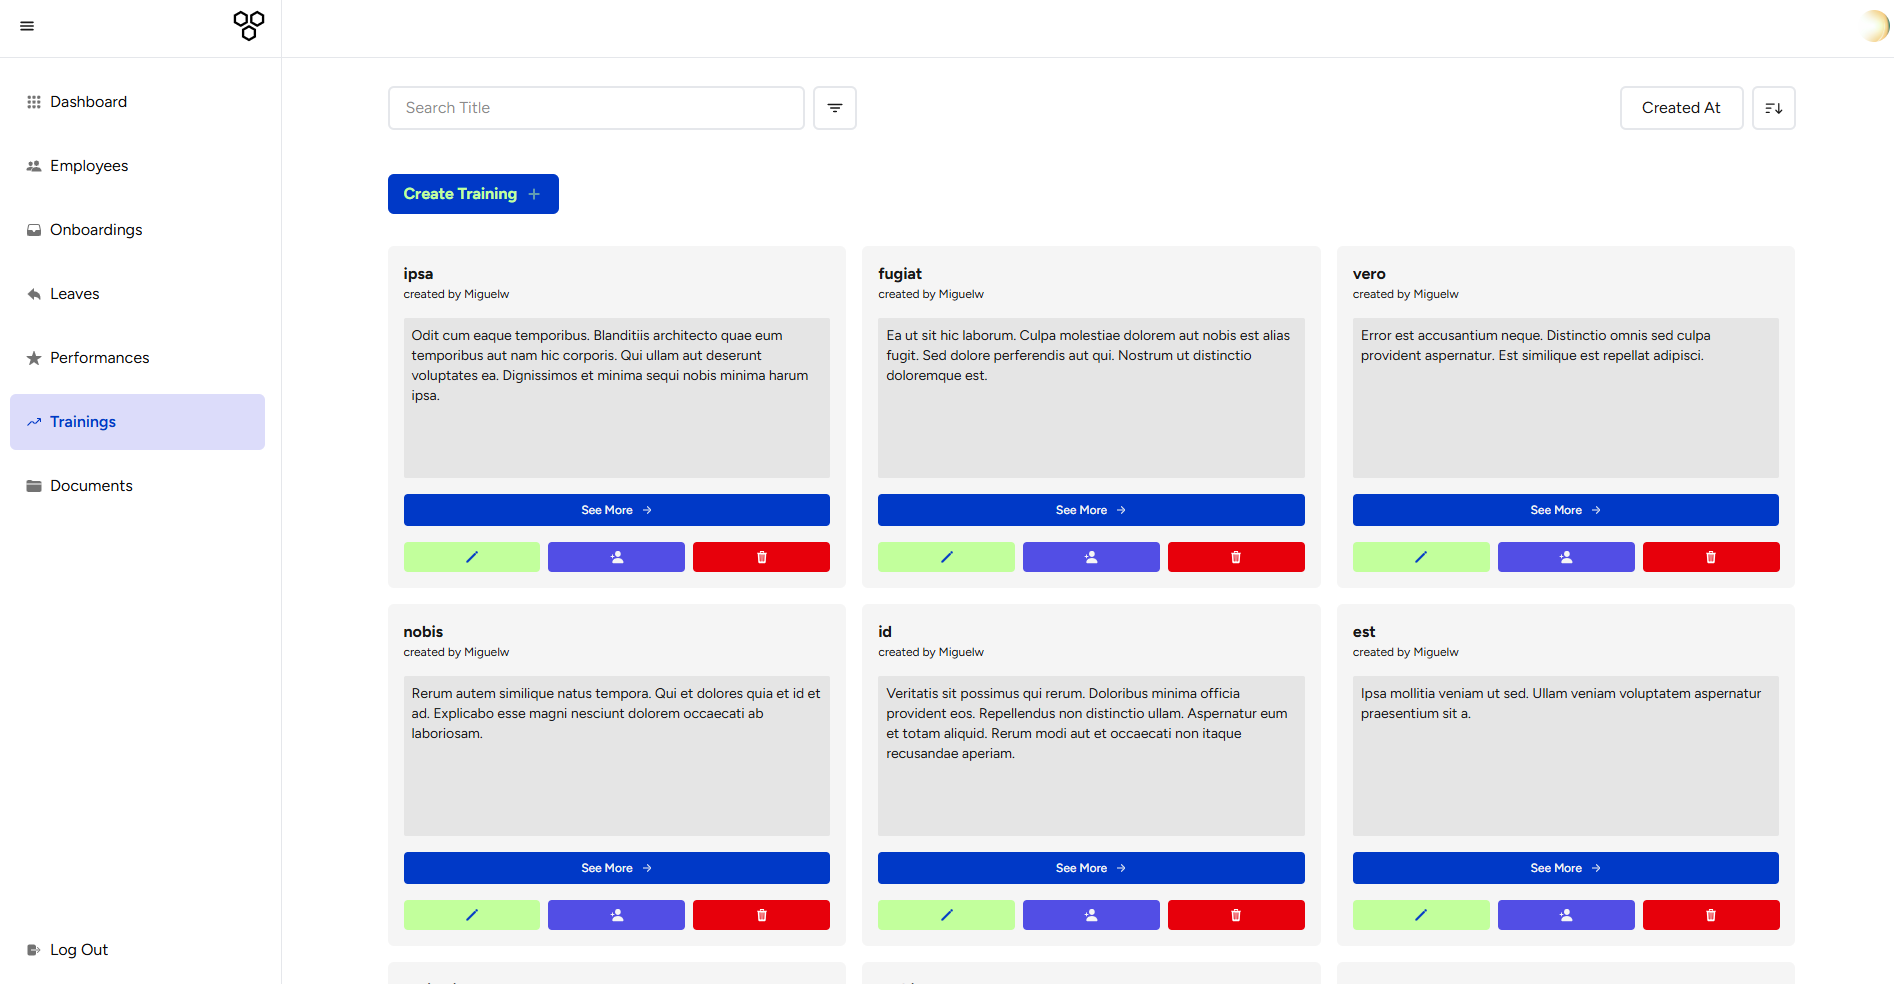 Dashboard
Employees
Onboardings
Leaves
Performances
Trainings
Documents
Log Out
Search Title
Created At
Create Training
ipsa
created by Miguelw
Odit cum eaque temporibus. Blanditiis architecto quae eum
temporibus aut nam hic corporis. Qui ullam aut deserunt
voluptates ea. Dignissimos et minima sequi nobis minima harum
ipsa.
See More
fugiat
created by Miguelw
Ea ut sit hic laborum. Culpa molestiae dolorem aut nobis est alias
fugit. Sed dolore perferendis aut qui. Nostrum ut distinctio
doloremque est.
See More
vero
created by Miguelw
Error est accusantium neque. Distinctio omnis sed culpa
provident aspernatur. Est similique est repellat adipisci.
See More
nobis
created by Miguelw
Rerum autem similique natus tempora. Qui et dolores quia et id et
ad. Explicabo esse magni nesciunt dolorem occaecati ab
laboriosam.
See More
id
created by Miguelw
Veritatis sit possimus qui rerum. Doloribus minima officia
provident eos. Repellendus non distinctio ullam. Aspernatur eum
et totam aliquid. Rerum modi aut et occaecati non itaque
recusandae aperiam.
See More
est
created by Miguelw
Ipsa mollitia veniam ut sed. Ullam veniam voluptatem aspernatur
praesentium sit a.
See More